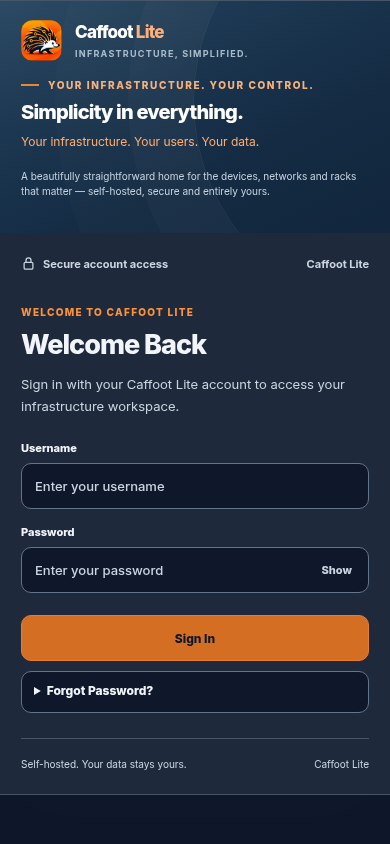 Caffoot Lite
INFRASTRUCTURE, SIMPLIFIED.
YOUR INFRASTRUCTURE. YOUR CONTROL.
Simplicity in everything.
Your infrastructure. Your users. Your data.
A beautifully straightforward home for the devices, networks and racks
that matter — self-hosted, secure and entirely yours.
Secure account access
Caffoot Lite
WELCOME TO CAFFOOT LITE
Welcome Back
Sign in with your Caffoot Lite account to access your
infrastructure workspace.
Username
Enter your username
Password
Enter your password
Show
Sign In
Forgot Password?
Self-hosted. Your data stays yours.
Caffoot Lite